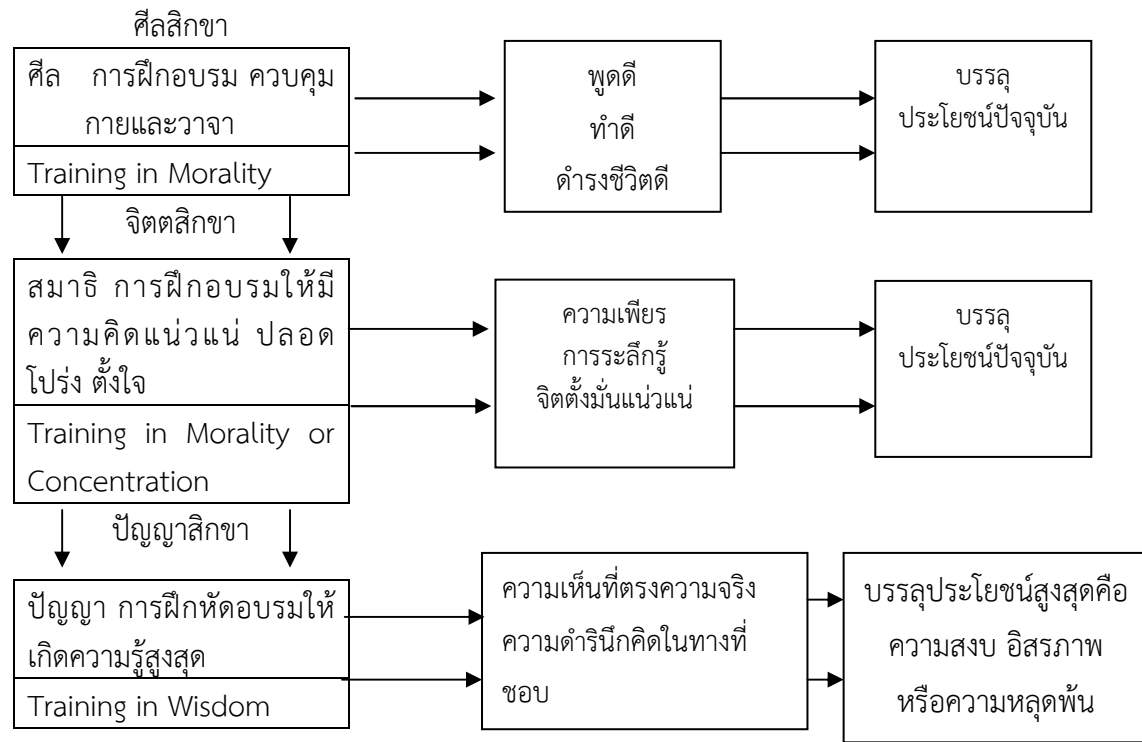 ศีลสิกขา
ศีล การฝึกอบรม ควบคุม
กายและวาจา
Training in Morality
พูดดี
ทำดี
ดำรงชีวิตดี
บรรลุ
ประโยชน์ปัจจุบัน
จิตตสิกขา
สมาธิ การฝึกอบรมให้มี
ความคิดแน่วแน่ ปลอด
โปร่ง ตั้งใจ
Training in Morality or
Concentration
ความเพียร
การระลึกรู้
จิตตั้งมั่นแน่วแน่
บรรลุ
ประโยชน์ปัจจุบัน
ปัญญาสิกขา
ปัญญา การฝึกหัดอบรมให้
เกิดความรู้สูงสุด
Training in Wisdom
ความเห็นที่ตรงความจริง
ความดำรินึกคิดในทางที่
ชอบ
บรรลุประโยชน์สูงสุดคือ
ความสงบ อิสรภาพ
หรือความหลุดพ้น